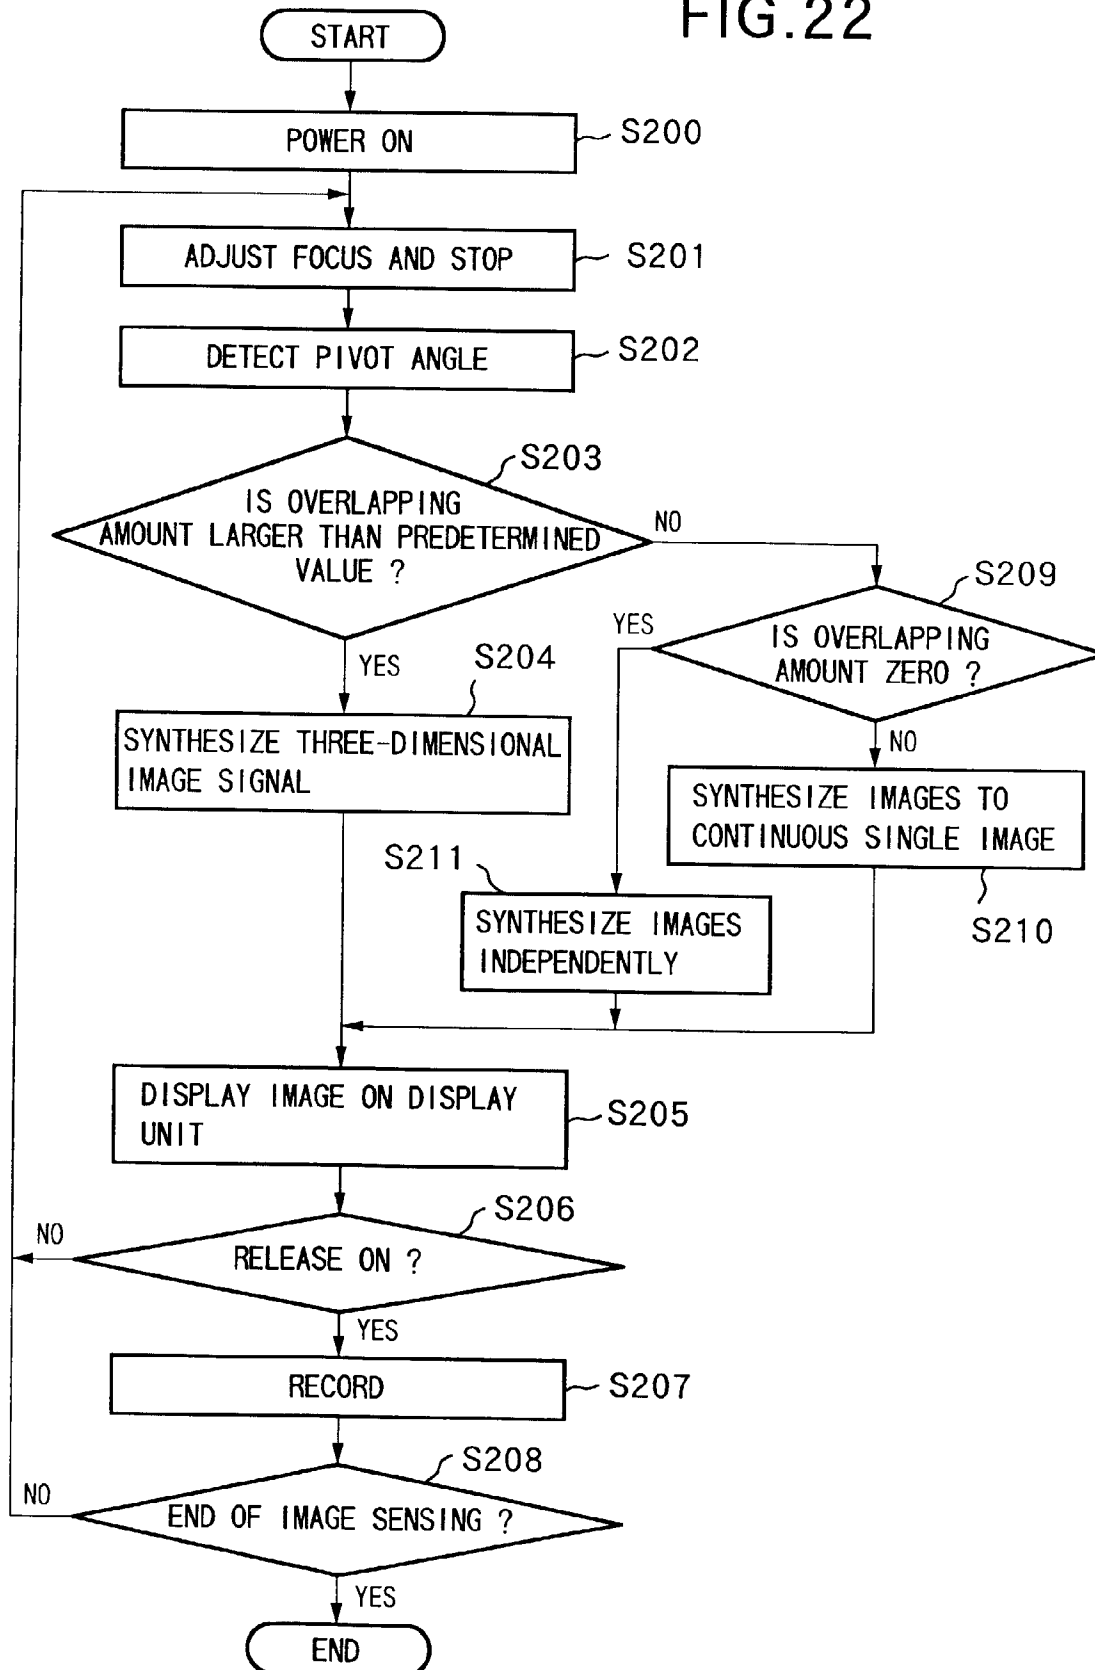 FIG.22
START
POWER ON
S200
ADJUST FOCUS AND STOP
S201
DETECT PIVOT ANGLE
S202
S203
IS OVERLAPPING
AMOUNT LARGER THAN PREDETERMINED
VALUE ?
NO
YES
S209
IS OVERLAPPING
AMOUNT ZERO ?
YES
NO
S204
SYNTHESIZE THREE-DIMENSIONAL
IMAGE SIGNAL
SYNTHESIZE IMAGES TO
CONTINUOUS SINGLE IMAGE
S210
S211
SYNTHESIZE IMAGES
INDEPENDENTLY
DISPLAY IMAGE ON DISPLAY
UNIT
S205
S206
RELEASE ON ?
NO
YES
RECORD
S207
S208
END OF IMAGE SENSING ?
NO
YES
END